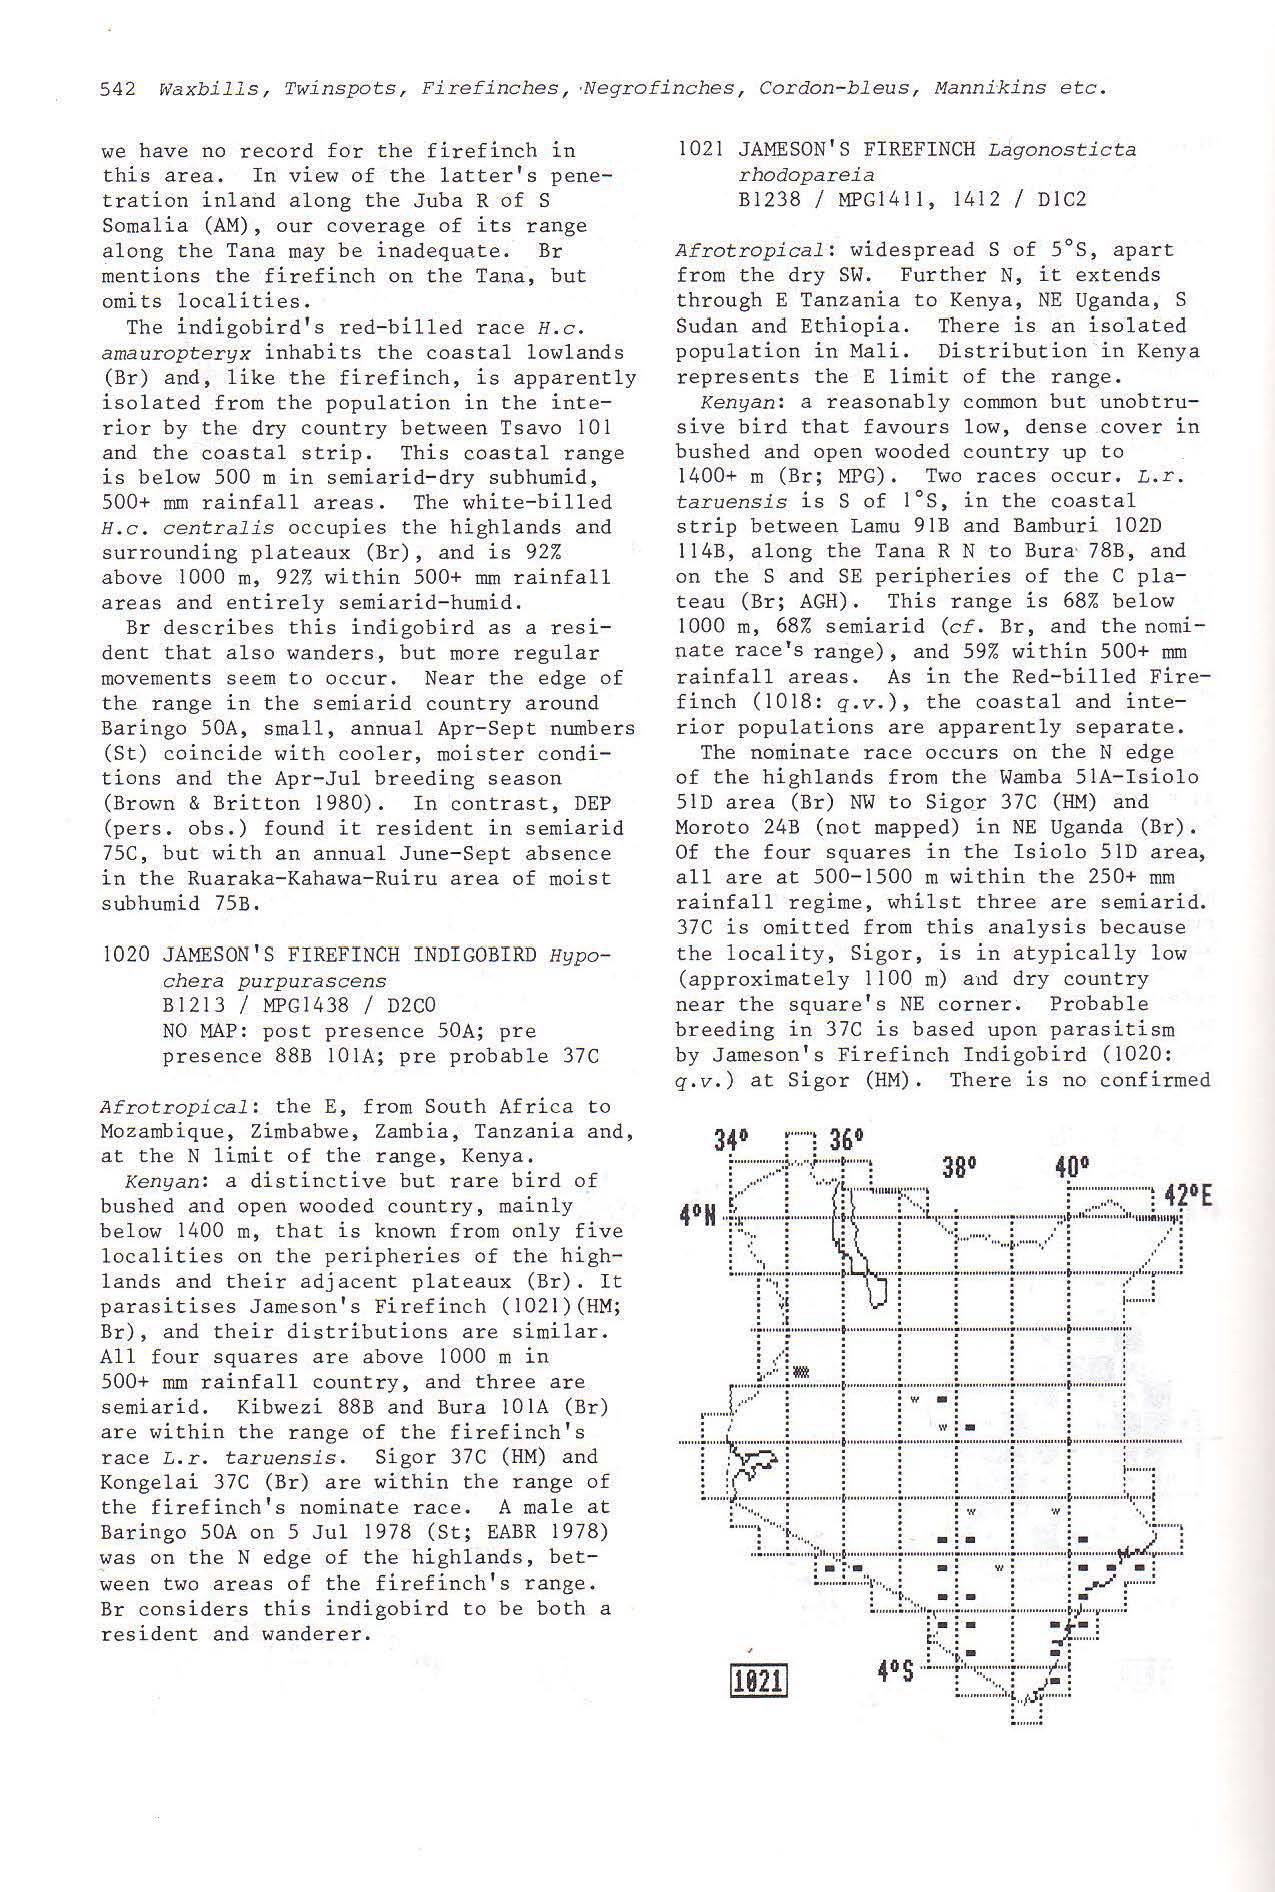 542 Waxbills, Twinspots, Firefinches, Negrofinches, Cordon-bleus, Mannikins etc.
we have no record for the firefinch in
this area. In view of the latter's pene-
tration inland along the Juba R of S
Somalia (AM), our coverage of its range
along the Tana may be inadequate. Br
mentions the firefinch on the Tana, but
omits localities.
The indigobird's red-billed race H.c.
amauropteryx inhabits the coastal lowlands
(Br) and, like the firefinch, is apparently
isolated from the population in the inte-
rior by the dry country between Tsavo 101
and the coastal strip. This coastal range
is below 500 m in semiarid-dry subhumid,
500+ mm rainfall areas. The white-billed
H.c. centralis occupies the highlands and
surrounding plateaux (Br), and is 92%
above 1000 m, 92% within 500+ mm rainfall
areas and entirely semiarid-humid.
Br describes this indigobird as a resi-
dent that also wanders, but more regular
movements seem to occur. Near the edge of
the range in the semiarid country around
Baringo 50A, small, annual Apr-Sept numbers
(St) coincide with cooler, moister condi-
tions and the Apr-Jul breeding season
(Brown & Britton 1980). In contrast, DEP
(pers. obs.) found it resident in semiarid
75C, but with an annual June-Sept absence
in the Ruaraka-Kahawa-Ruiru area of moist
subhumid 75B.
1020 JAMESON'S FIREFINCH INDIGOBIRD Hypo-
chera purpurascens
B1213 / MPG1438 / D2C0
NO MAP: post presence 50A; pre
presence 88B 101A; pre probable 37C
Afrotropical: the E, from South Africa to
Mozambique, Zimbabwe, Zambia, Tanzania and,
at the N limit of the range, Kenya.
Kenyan: a distinctive but rare bird of
bushed and open wooded country, mainly
below 1400 m, that is known from only five
localities on the peripheries of the high-
lands and their adjacent plateaux (Br). It
parasitises Jameson's Firefinch (1021)(HM;
Br), and their distributions are similar.
All four squares are above 1000 m in
500+ mm rainfall country, and three are
semiarid. Kibwezi 88B and Bura 101A (Br)
are within the range of the firefinch's
race L.r. taruensis. Sigor 37C (HM) and
Kongelai 37C (Br) are within the range of
the firefinch's nominate race. A male at
Baringo 50A on 5 Jul 1978 (St; EABR 1978)
was on the N edge of the highlands, bet-
ween two areas of the firefinch's range.
Br considers this indigobird to be both a
resident and wanderer.
1021 JAMESON'S FIREFINCH Lagonosticta
rhodopareia
B1238 / MPG1411, 1412 / D1C2
Afrotropical: widespread S of 5°S, apart
from the dry SW. Further N, it extends
through E Tanzania to Kenya, NE Uganda, S
Sudan and Ethiopia. There is an isolated
population in Mali. Distribution in Kenya
represents the E limit of the range.
Kenyan: a reasonably common but unobtru-
sive bird that favours low, dense cover in
bushed and open wooded country up to
1400+ m (Br; MPG). Two races occur. L.r.
taruensis is S of 1°S, in the coastal
strip between Lamu 91B and Bamburi 102D
114B, along the Tana R N to Bura 78B, and
on the S and SE peripheries of the C pla-
teau (Br; AGH). This range is 68% below
1000 m, 68% semiarid (cf. Br, and the nomi-
nate race's range), and 59% within 500+ mm
rainfall areas. As in the Red-billed Fire-
finch (1018: q.v.), the coastal and inte-
rior populations are apparently separate.
The nominate race occurs on the N edge
of the highlands from the Wamba 51A-Isiolo
51D area (Br) NW to Sigor 37C (HM) and
Moroto 24B (not mapped) in NE Uganda (Br).
Of the four squares in the Isiolo 51D area,
all are at 500-1500 m within the 250+ mm
rainfall regime, whilst three are semiarid.
37C is omitted from this analysis because
the locality, Sigor, is in atypically low
(approximately 1100 m) and dry country
near the square's NE corner. Probable
breeding in 37C is based upon parasitism
by Jameson's Firefinch Indigobird (1020:
q.v.) at Sigor (HM). There is no confirmed
34° 36°
38° 40°
42°E
4°N
w
w
w w
w
4°S
1021